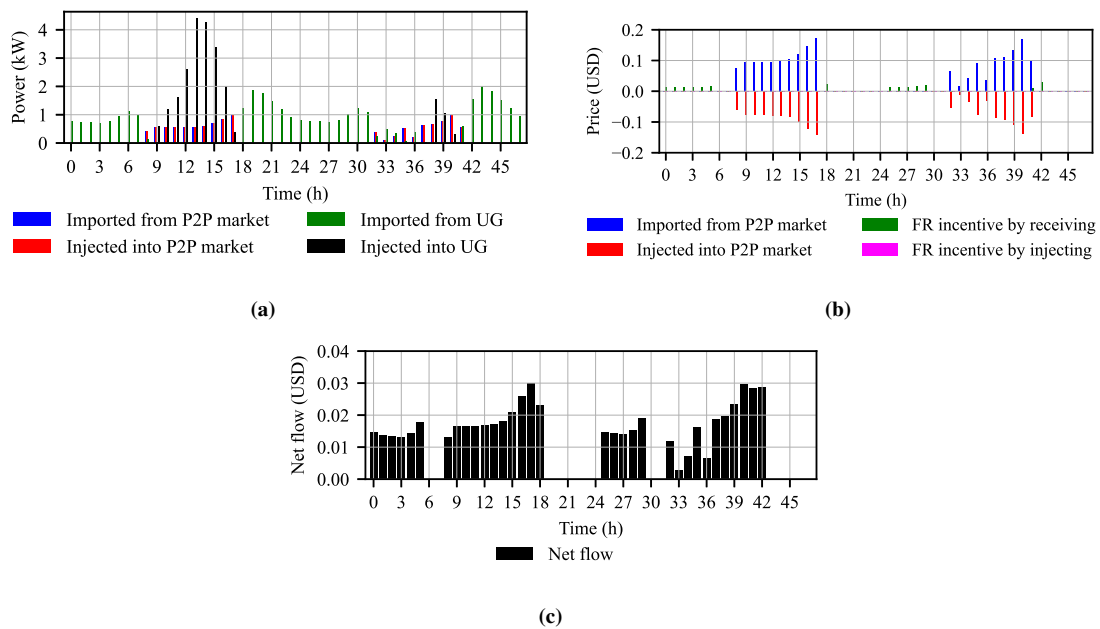 4
3
2
1
0
Power (kW)
0 3 6 9 12 15 18 21 24 27 30 33 36 39 42 45
Time (h)
Imported from P2P market
Imported from UG
Injected into P2P market
Injected into UG
(a)
0.2
0.1
0.0
−0.1
−0.2
Price (USD)
0 3 6 9 12 15 18 21 24 27 30 33 36 39 42 45
Time (h)
Imported from P2P market
FR incentive by receiving
Injected into P2P market
FR incentive by injecting
(b)
0.04
0.03
0.02
0.01
0.00
Net flow (USD)
0 3 6 9 12 15 18 21 24 27 30 33 36 39 42 45
Time (h)
Net flow
(c)